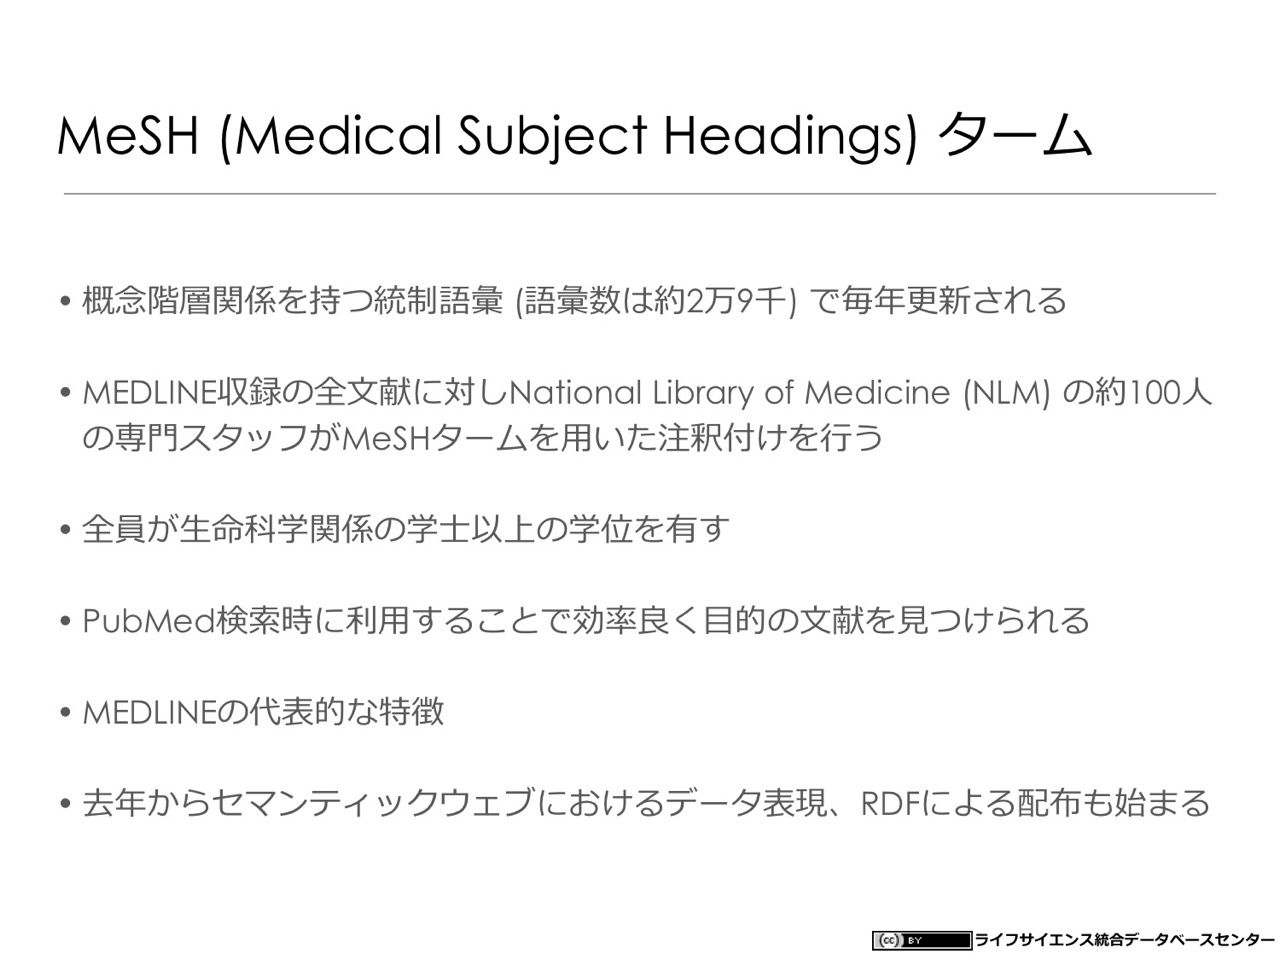 MeSH (Medical Subject Headings) ターム
• 概念階層関係を持つ統制語彙 (語彙数は約2万9千) で毎年更新される
• MEDLINE収録の全文献に対しNational Library of Medicine (NLM) の約100人
の専門スタッフがMeSHタームを用いた注釈付けを行う
• 全員が生命科学関係の学士以上の学位を有す
• PubMed検索時に利用することで効率良く目的の文献を見つけられる
• MEDLINEの代表的な特徴
• 去年からセマンティックウェブにおけるデータ表現、RDFによる配布も始まる
cc BY ライフサイエンス統合データベースセンター